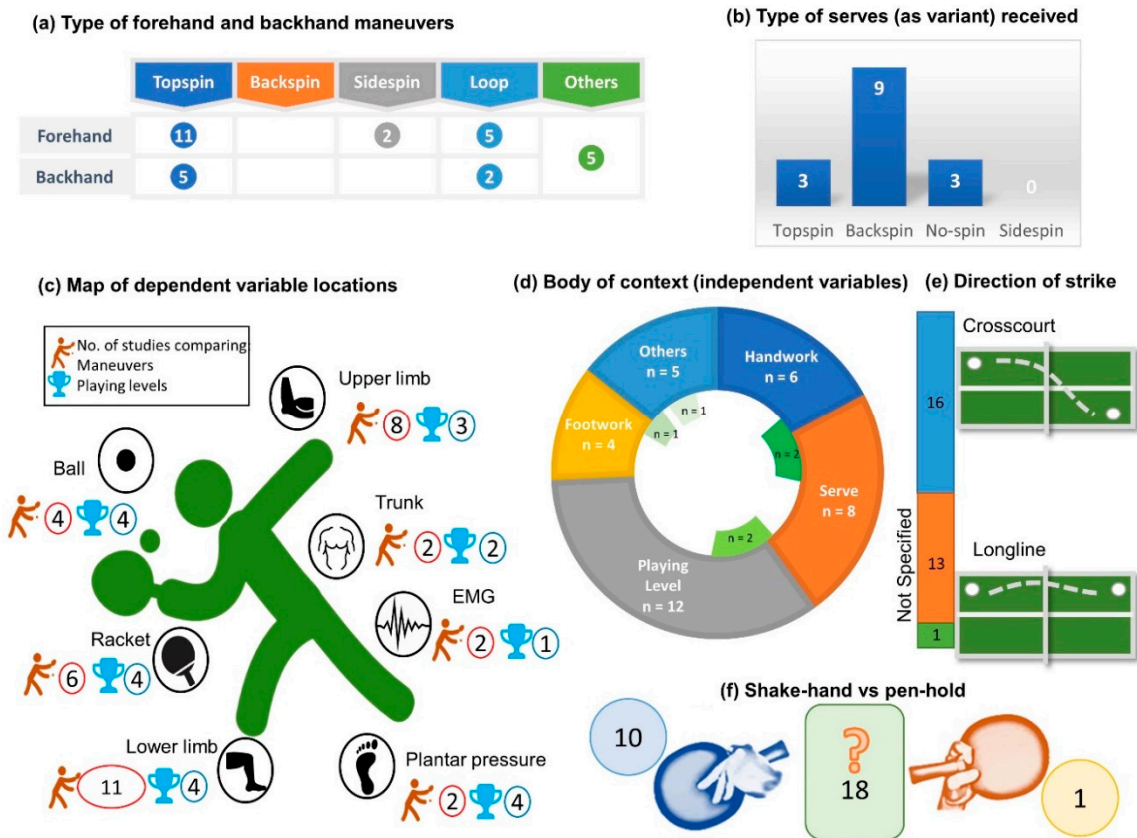 (a) Type of forehand and backhand maneuvers
Topspin Backspin Sidespin Loop Others
Forehand 11 2 5
5
Backhand 5 2
(b) Type of serves (as variant) received
9
3 3 0
Topspin Backspin No-spin Sidespin
(c) Map of dependent variable locations
No. of studies comparing:
Maneuvers
Playing levels
Upper limb
8 3
Ball
4 4
Trunk
2 2
EMG
2 1
Racket
6 4
Lower limb
11 4
Plantar pressure
2 4
(d) Body of context (independent variables)
Others
n = 5
Handwork
n = 6
Footwork
n = 4
n = 1
n = 1
n = 2
Serve
n = 8
n = 2
Playing
Level
n = 12
(e) Direction of strike
Crosscourt
16
Not Specified
13
Longline
1
(f) Shake-hand vs pen-hold
10
?
18
1